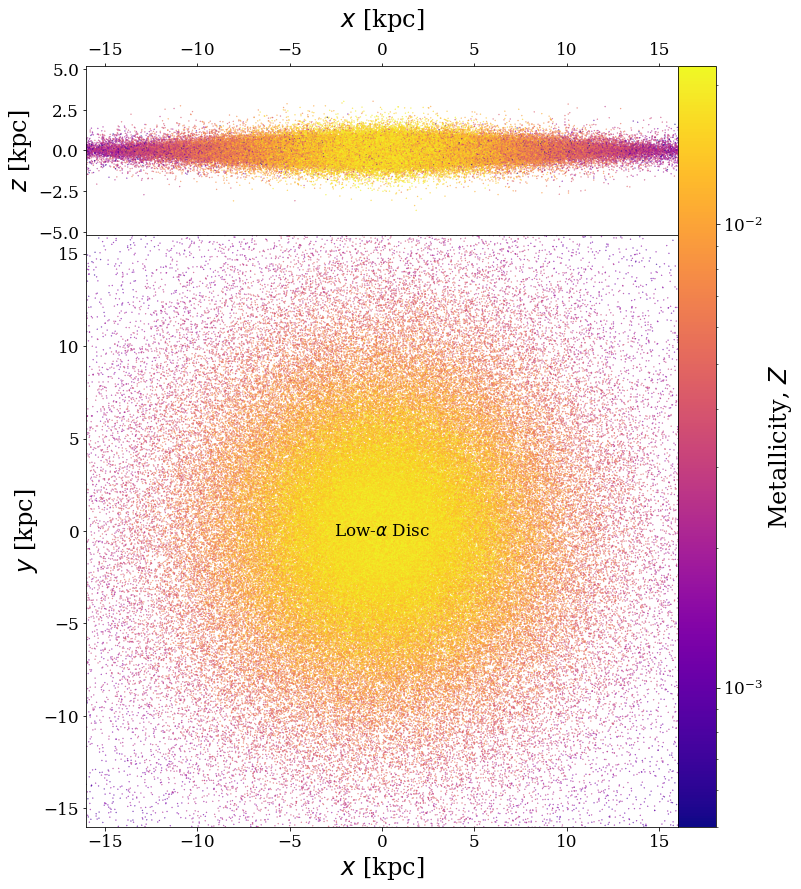 x [kpc]
−15 −10 −5 0 5 10 15
5.0
2.5
0.0
−2.5
−5.0
z [kpc]
15
10
5
0
−5
−10
−15
y [kpc]
Low-α Disc
−15 −10 −5 0 5 10 15
x [kpc]
10⁻²
10⁻³
Metallicity, Z